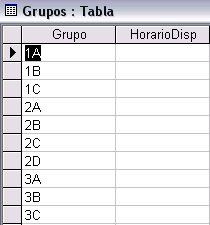 Grupos : Tabla
Grupo HorarioDisp
1A
1B
1C
2A
2B
2C
2D
3A
3B
3C